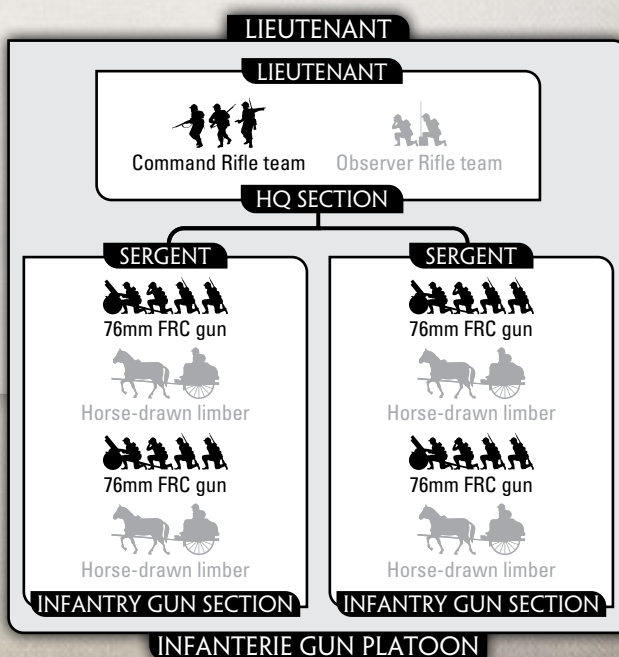 LIEUTENANT
LIEUTENANT
Command Rifle team
Observer Rifle team
HQ SECTION
SERGENT
76mm FRC gun
Horse-drawn limber
76mm FRC gun
Horse-drawn limber
INFANTRY GUN SECTION
SERGENT
76mm FRC gun
Horse-drawn limber
76mm FRC gun
Horse-drawn limber
INFANTRY GUN SECTION
INFANTERIE GUN PLATOON